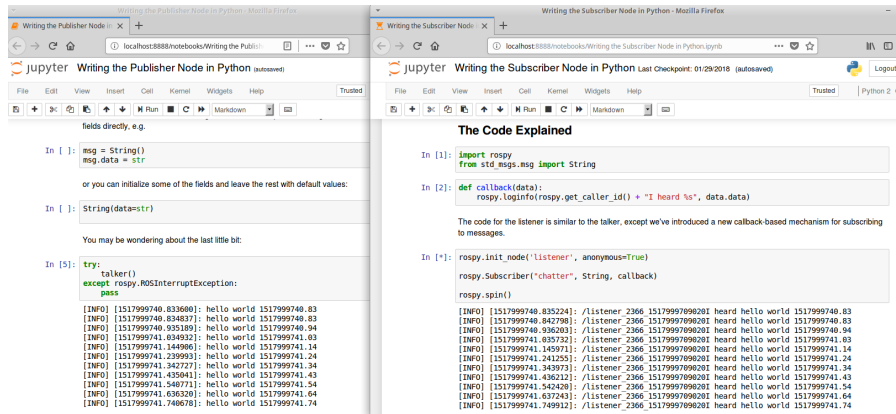 Writing the Publisher Node in Python - Mozilla Firefox
Writing the Publisher Node in
localhost:8888/notebooks/Writing the Publish
jupyter Writing the Publisher Node in Python (autosaved)
File Edit View Insert Cell Kernel Widgets Help Trusted
Run Markdown
fields directly, e.g.
In [ ]: msg = String()
msg.data = str
or you can initialize some of the fields and leave the rest with default values:
In [ ]: String(data=str)
You may be wondering about the last little bit:
In [5]: try:
talker()
except rospy.ROSInterruptException:
pass
[INFO] [1517999740.833600]: hello world 1517999740.83
[INFO] [1517999740.834837]: hello world 1517999740.83
[INFO] [1517999740.935189]: hello world 1517999740.94
[INFO] [1517999741.034932]: hello world 1517999741.03
[INFO] [1517999741.144906]: hello world 1517999741.14
[INFO] [1517999741.239993]: hello world 1517999741.24
[INFO] [1517999741.342727]: hello world 1517999741.34
[INFO] [1517999741.435041]: hello world 1517999741.43
[INFO] [1517999741.540771]: hello world 1517999741.54
[INFO] [1517999741.636320]: hello world 1517999741.64
[INFO] [1517999741.740678]: hello world 1517999741.74
Writing the Subscriber Node in Python - Mozilla Firefox
Writing the Subscriber Node
localhost:8888/notebooks/Writing the Subscriber Node in Python.ipynb
jupyter Writing the Subscriber Node in Python Last Checkpoint: 01/29/2018 (autosaved)
Logout
File Edit View Insert Cell Kernel Widgets Help Trusted Python 2
Run Markdown
The Code Explained
In [1]: import rospy
from std_msgs.msg import String
In [2]: def callback(data):
rospy.loginfo(rospy.get_caller_id() + "I heard %s", data.data)
The code for the listener is similar to the talker, except we've introduced a new callback-based mechanism for subscribing
to messages.
In [*]: rospy.init_node('listener', anonymous=True)
rospy.Subscriber("chatter", String, callback)
rospy.spin()
[INFO] [1517999740.835224]: /listener_2366_1517999709020I heard hello world 1517999740.83
[INFO] [1517999740.842798]: /listener_2366_1517999709020I heard hello world 1517999740.83
[INFO] [1517999740.936203]: /listener_2366_1517999709020I heard hello world 1517999740.94
[INFO] [1517999741.035732]: /listener_2366_1517999709020I heard hello world 1517999741.03
[INFO] [1517999741.145971]: /listener_2366_1517999709020I heard hello world 1517999741.14
[INFO] [1517999741.241255]: /listener_2366_1517999709020I heard hello world 1517999741.24
[INFO] [1517999741.343973]: /listener_2366_1517999709020I heard hello world 1517999741.34
[INFO] [1517999741.436212]: /listener_2366_1517999709020I heard hello world 1517999741.43
[INFO] [1517999741.542420]: /listener_2366_1517999709020I heard hello world 1517999741.54
[INFO] [1517999741.637243]: /listener_2366_1517999709020I heard hello world 1517999741.64
[INFO] [1517999741.749912]: /listener_2366_1517999709020I heard hello world 1517999741.74